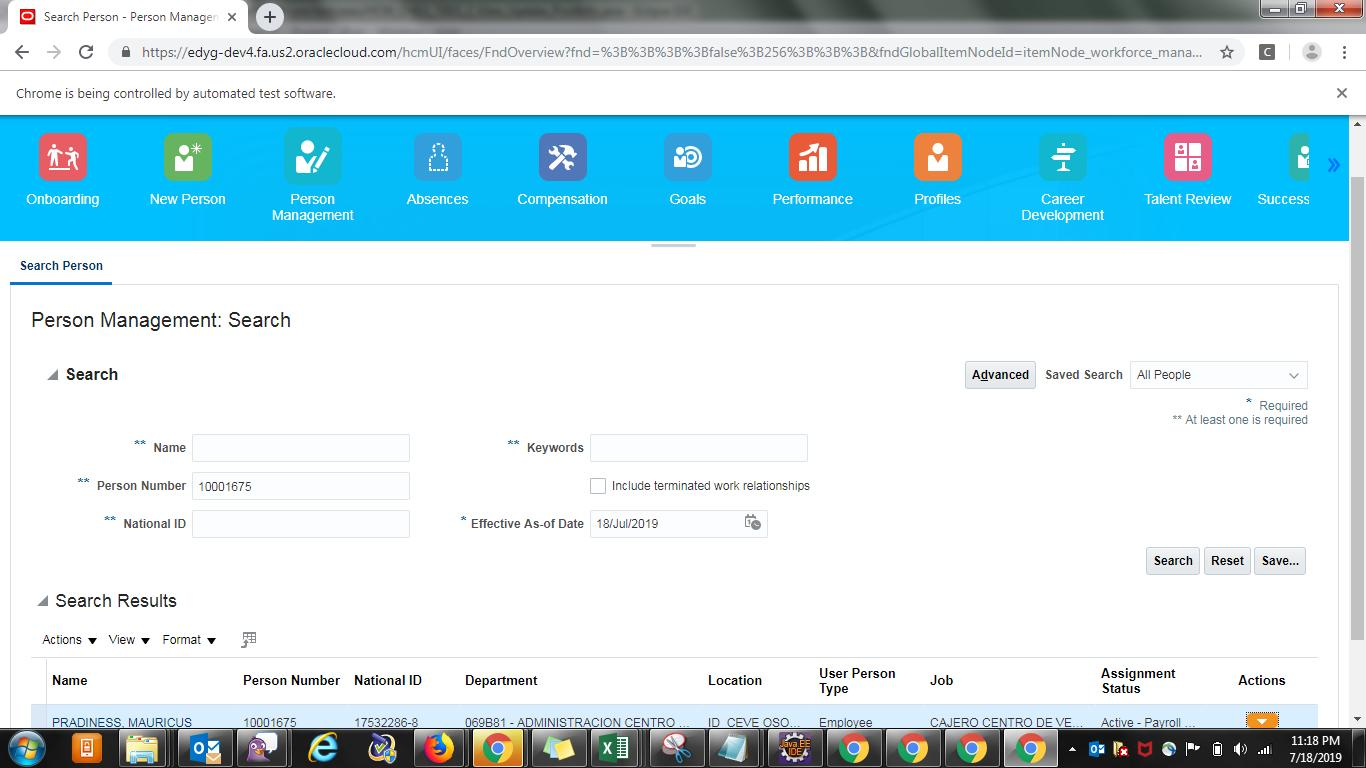 Search Person - Person Managem
https://edyg-dev4.fa.us2.oraclecloud.com/hcmUI/faces/FndOverview?fnd=%3B%3B%3B%3Bfalse%3B256%3B%3B%3B&fndGlobalItemNodeId=itemNode_workforce_mana...
C
Chrome is being controlled by automated test software.
Onboarding
New Person
Person
Management
Absences
Compensation
Goals
Performance
Profiles
Career
Development
Talent Review
Success
Search Person
Person Management: Search
Search
Advanced Saved Search All People
* Required
** At least one is required
** Name
** Keywords
** Person Number 10001675
Include terminated work relationships
** National ID
* Effective As-of Date 18/Jul/2019
Search Reset Save...
Search Results
Actions View Format
Name Person Number National ID Department Location User Person Type Job Assignment Status Actions
PRADINESS, MAURICUS 10001675 17532286-8 069B81 - ADMINISTRACION CENTRO ... ID_CEVE OSO... Employee CAJERO CENTRO DE VE... Active - Payroll ...
Java EE
IDE
11:18 PM
7/18/2019